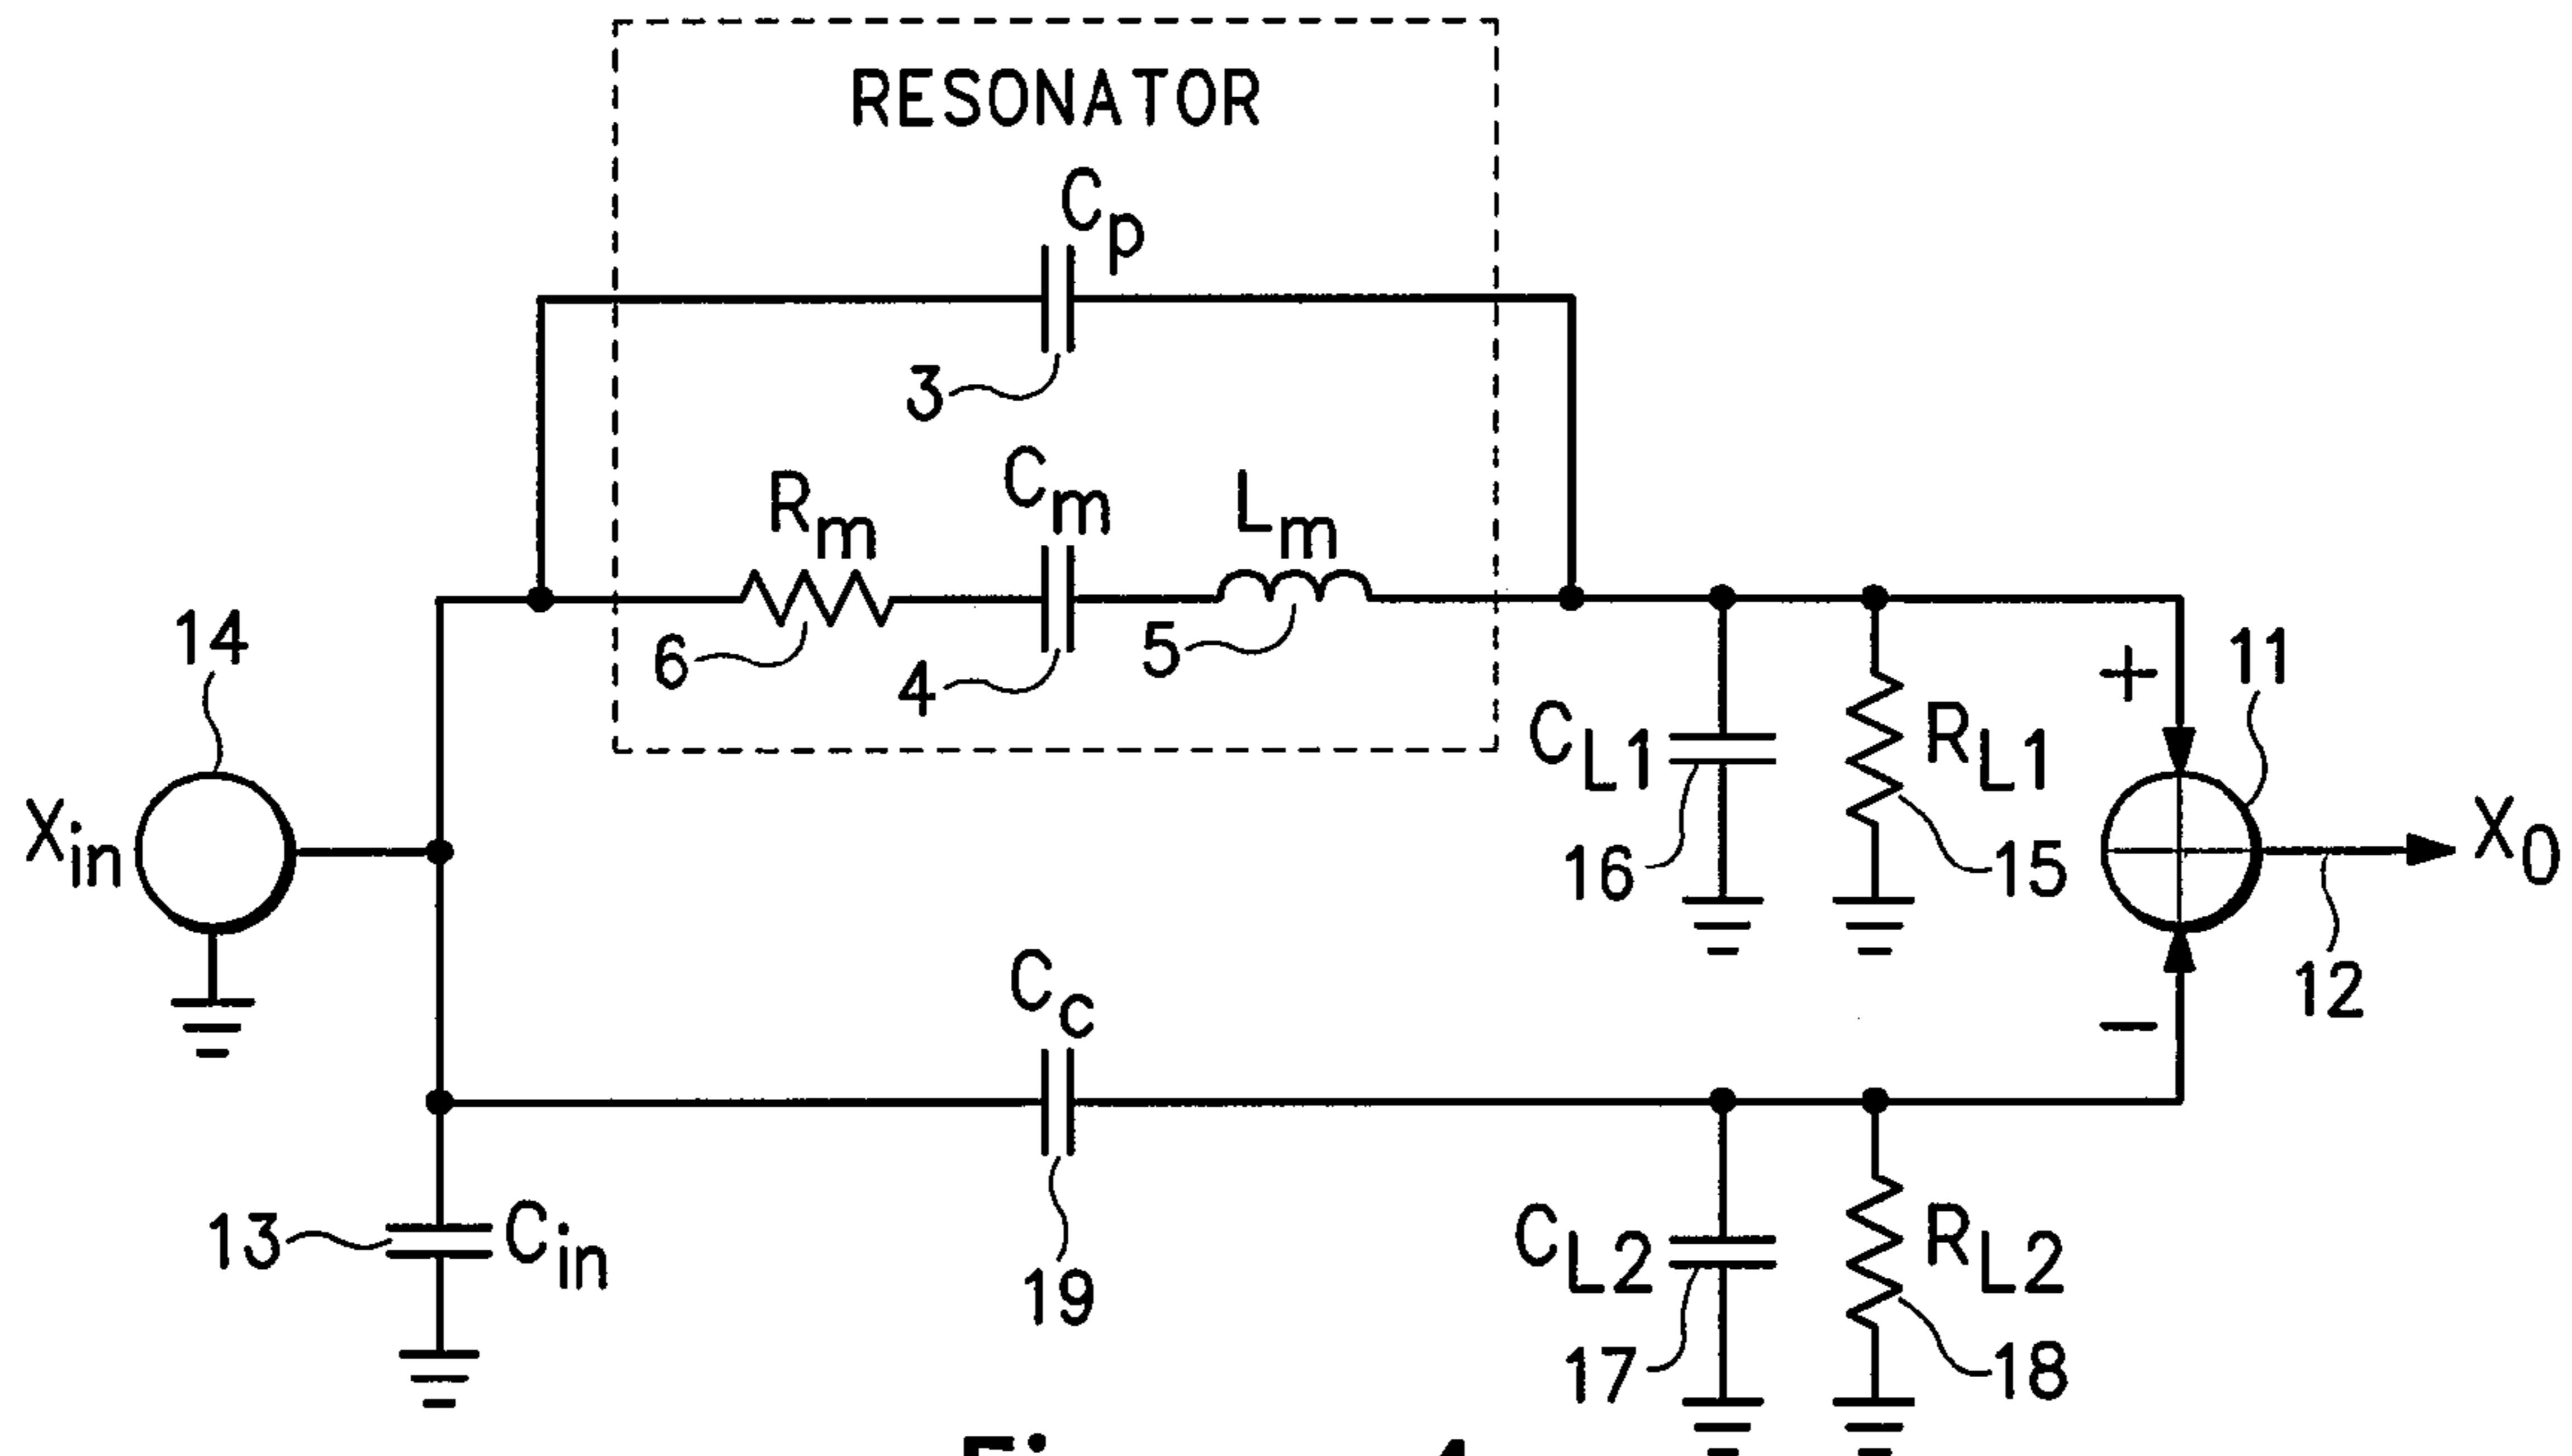 RESONATOR
Cp
3
Rm
Cm
Lm
6
4
5
14
Xin
+
11
CL1
RL1
16
15
X0
12
Cc
−
19
13
Cin
CL2
RL2
17
18